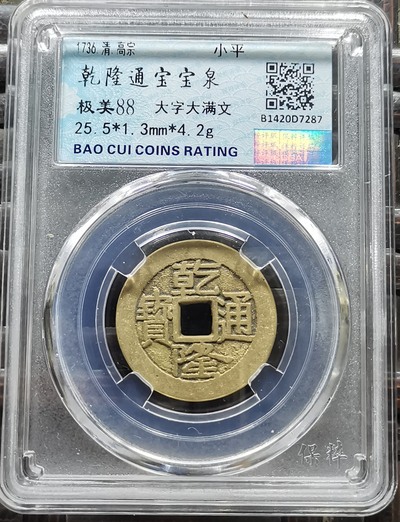 1736 清.高宗 小平
乾隆通宝宝泉
极美88 大字大满文
25.5*1.3mm*4.2g
B1420D7287
BAO CUI COINS RATING
乾隆通寶
保粹